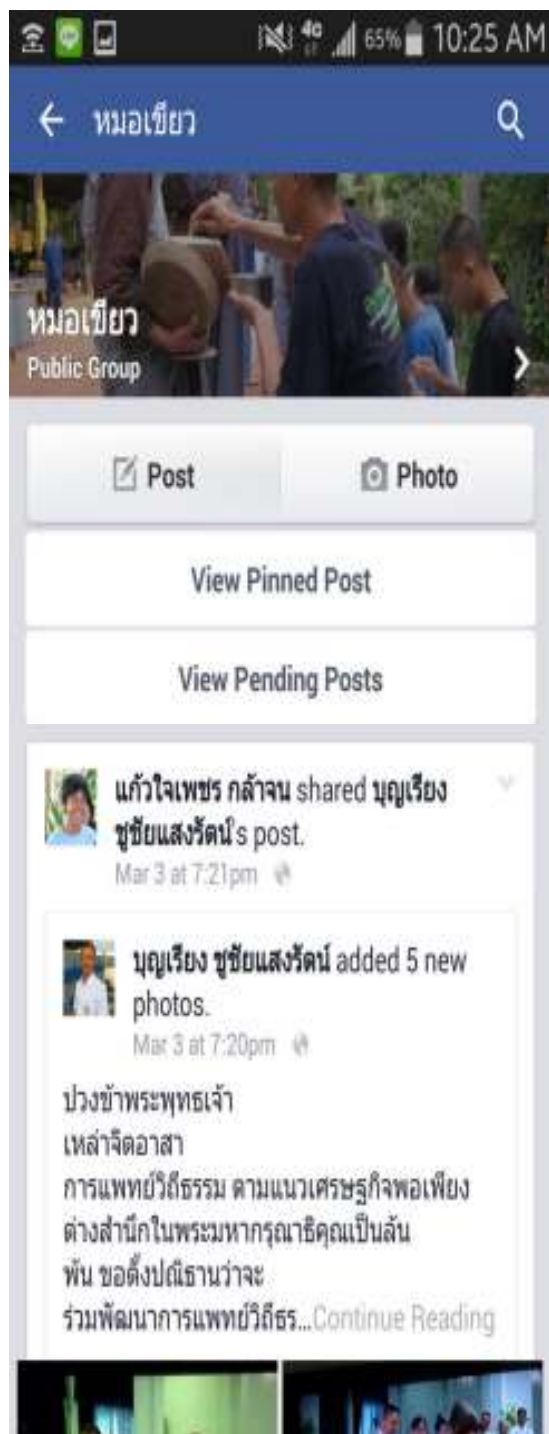 4G 65% 10:25 AM
หมอเขียว
หมอเขียว
Public Group
Post Photo
View Pinned Post
View Pending Posts
แก้วใจเพชร กล้าจน shared บุญเรียง
ชูชัยแสงรัตน์'s post.
Mar 3 at 7:21pm
บุญเรียง ชูชัยแสงรัตน์ added 5 new
photos.
Mar 3 at 7:20pm
ปวงข้าพระพุทธเจ้า
เหล่าจิตอาสา
การแพทย์วิถีธรรม ตามแนวเศรษฐกิจพอเพียง
ต่างสำนึกในพระมหากรุณาธิคุณเป็นล้น
พ้น ขอตั้งปณิธานว่าจะ
ร่วมพัฒนาการแพทย์วิถีธร...Continue Reading